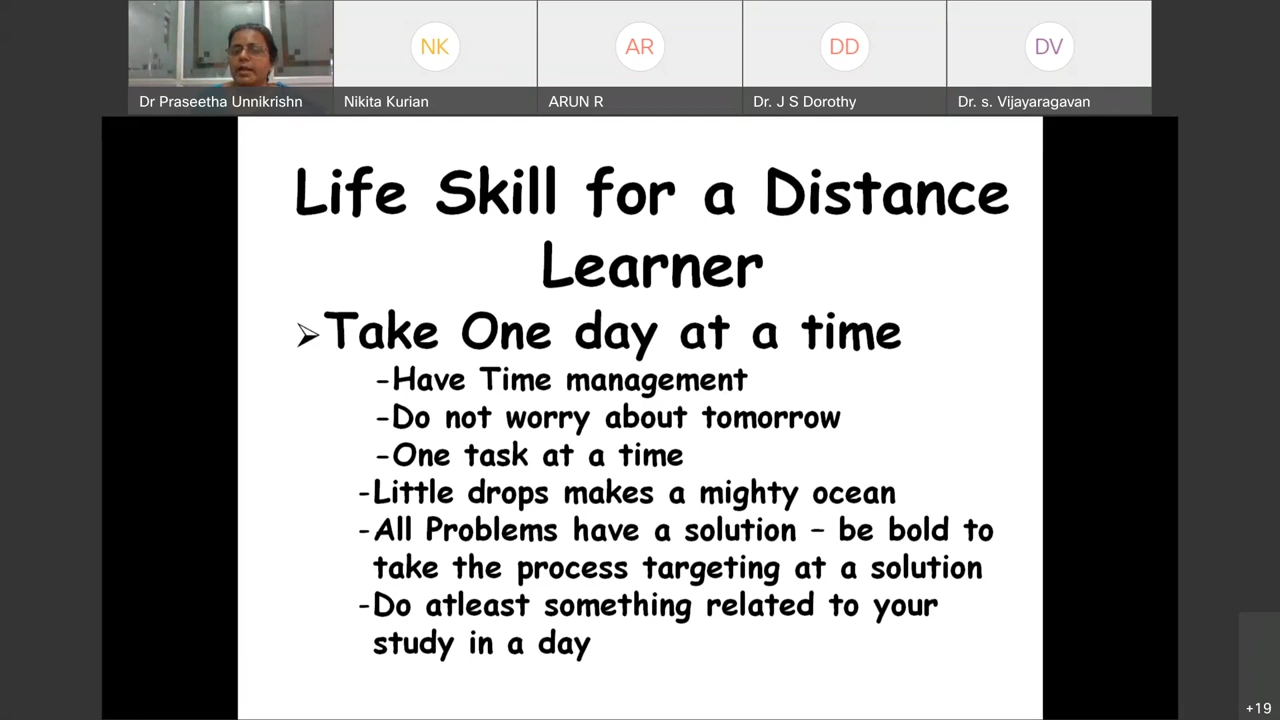 NK
AR
DD
DV
Dr Praseetha Unnikrishn
Nikita Kurian
ARUN R
Dr. J S Dorothy
Dr. s. Vijayaragavan
Life Skill for a Distance
Learner
➢Take One day at a time
-Have Time management
-Do not worry about tomorrow
-One task at a time
-Little drops makes a mighty ocean
-All Problems have a solution – be bold to
take the process targeting at a solution
-Do atleast something related to your
study in a day
+19